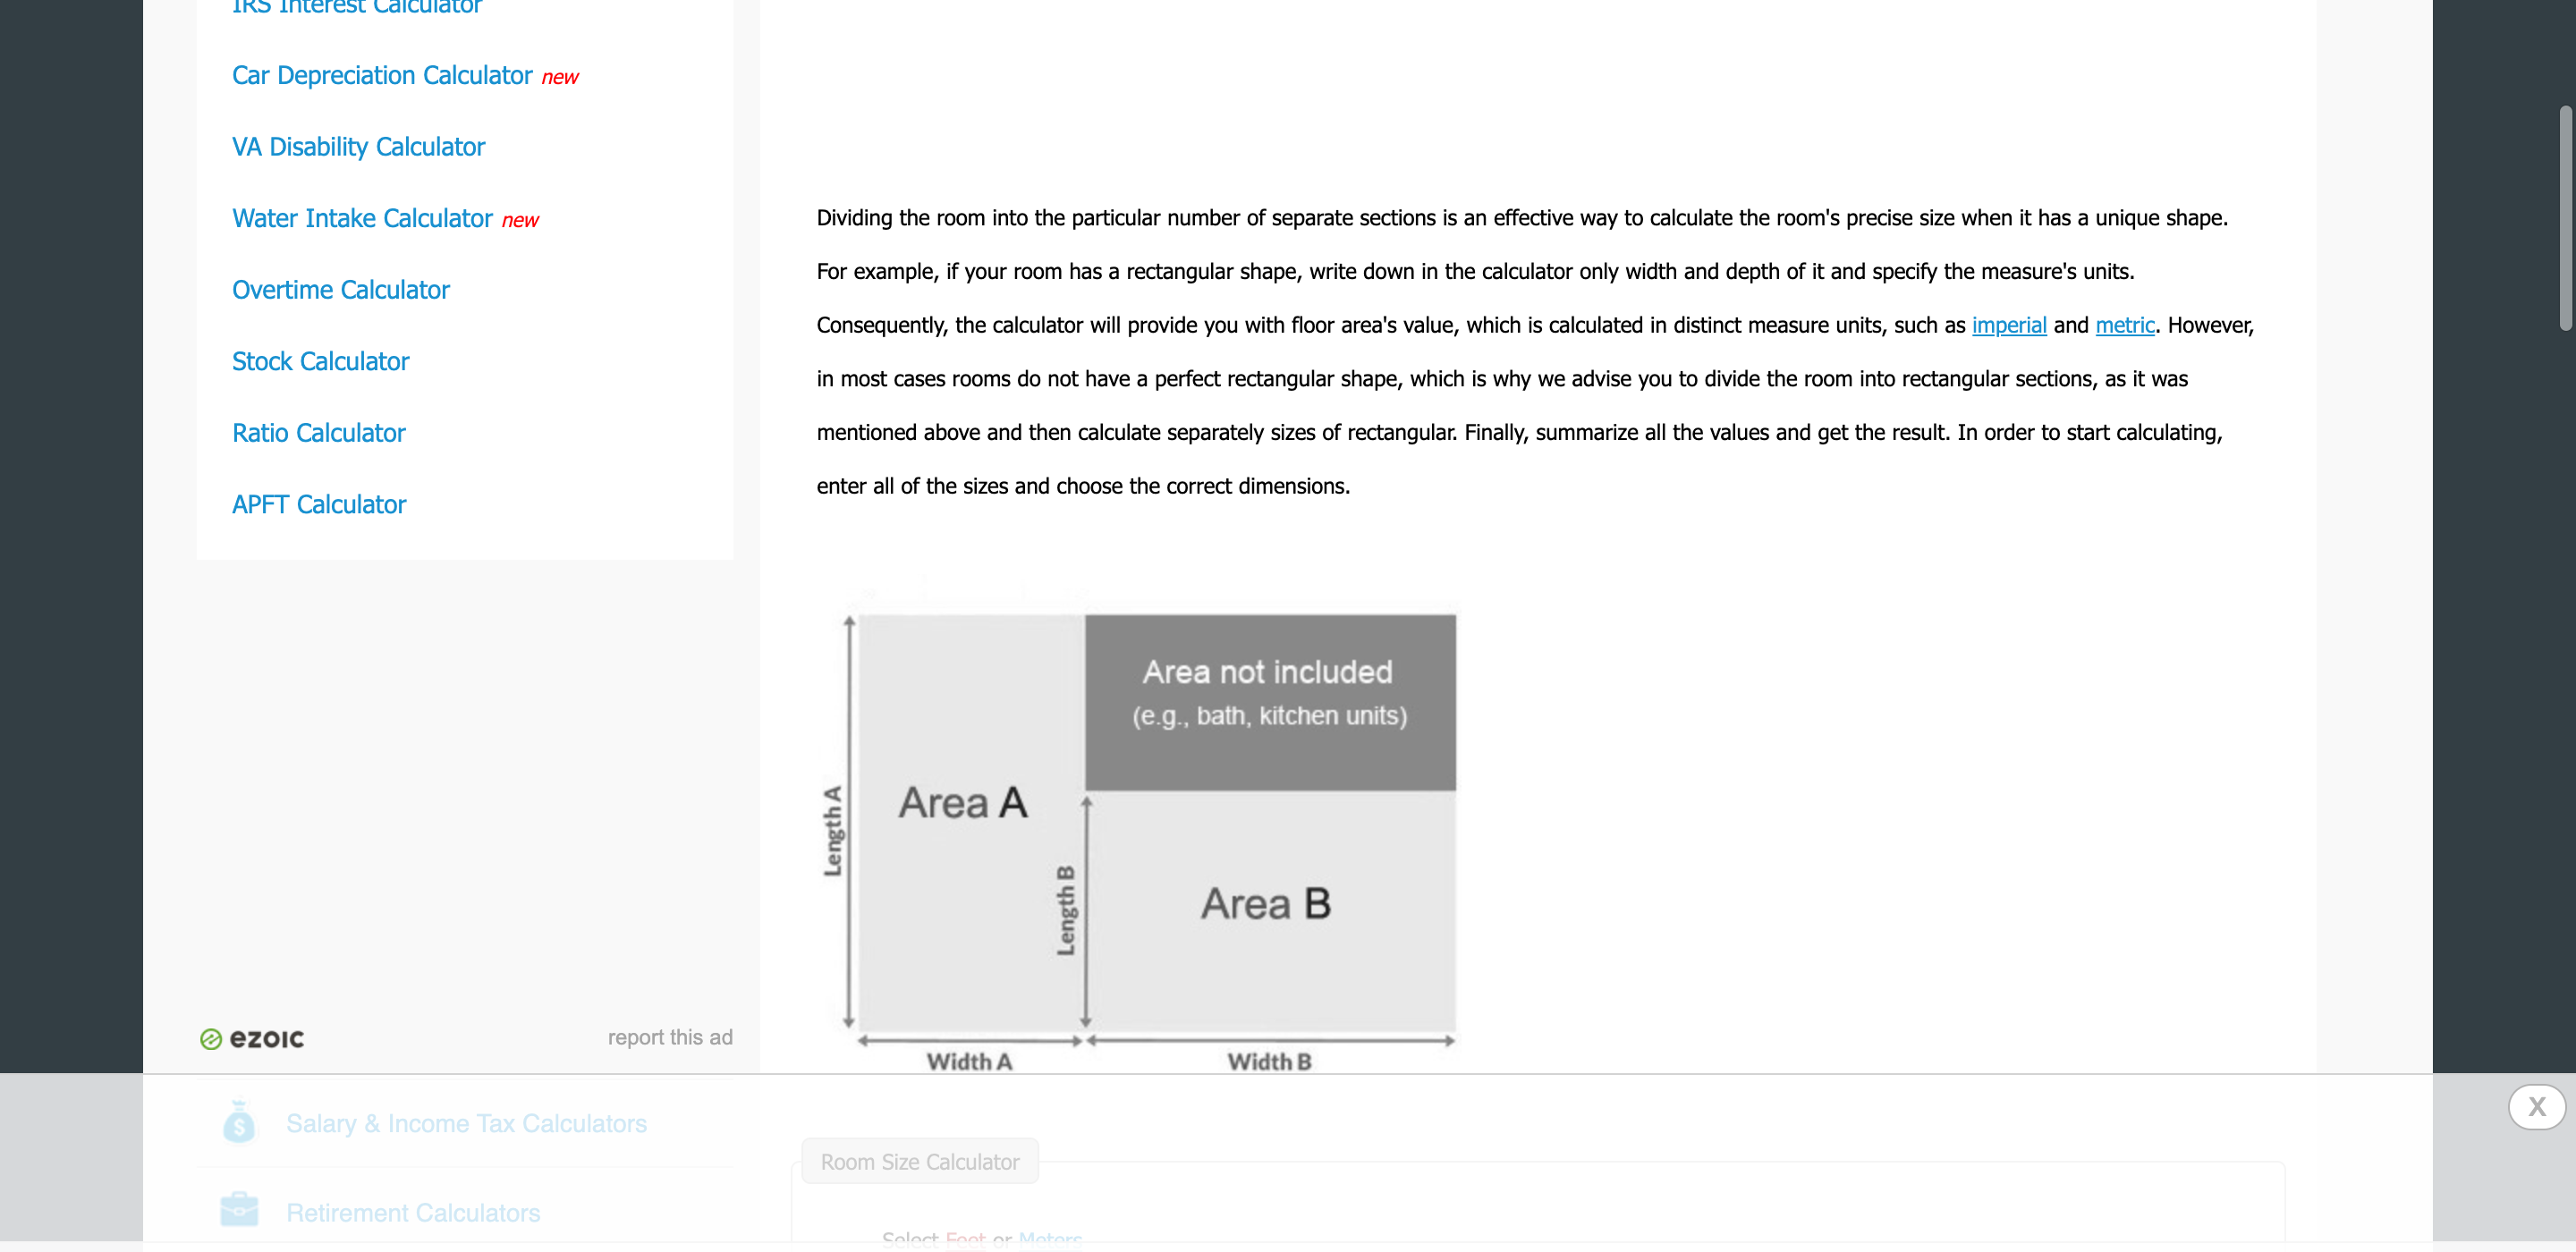 IRS Interest Calculator
Car Depreciation Calculator new
VA Disability Calculator
Water Intake Calculator new
Overtime Calculator
Stock Calculator
Ratio Calculator
APFT Calculator
ezoic
report this ad
Salary & Income Tax Calculators
Retirement Calculators
Dividing the room into the particular number of separate sections is an effective way to calculate the room's precise size when it has a unique shape.
For example, if your room has a rectangular shape, write down in the calculator only width and depth of it and specify the measure's units.
Consequently, the calculator will provide you with floor area's value, which is calculated in distinct measure units, such as imperial and metric. However,
in most cases rooms do not have a perfect rectangular shape, which is why we advise you to divide the room into rectangular sections, as it was
mentioned above and then calculate separately sizes of rectangular. Finally, summarize all the values and get the result. In order to start calculating,
enter all of the sizes and choose the correct dimensions.
Area not included
(e.g., bath, kitchen units)
Length A
Area A
Length B
Area B
Width A
Width B
X
Room Size Calculator
Select Feet or Meters